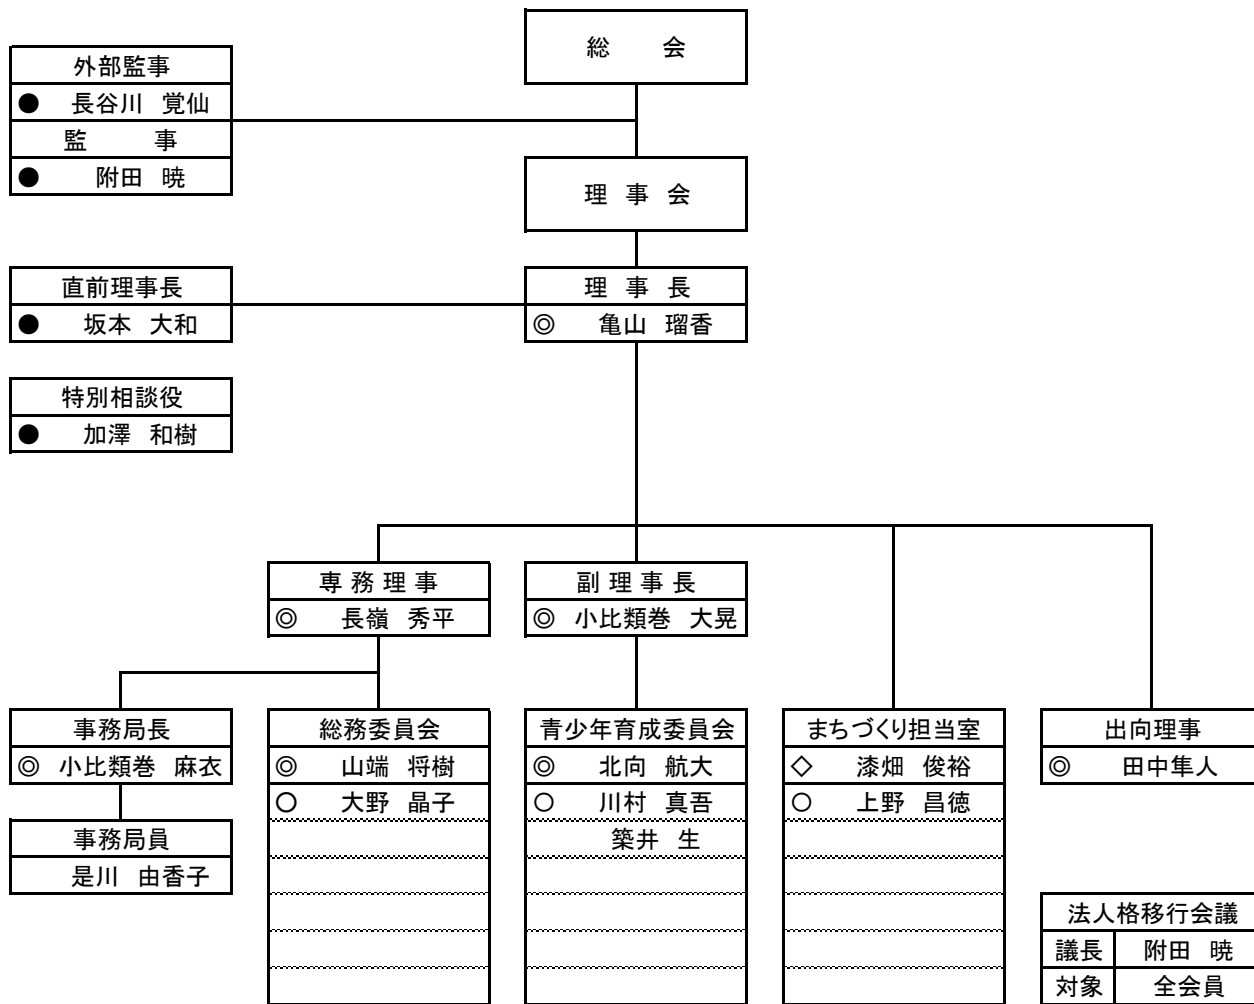 総 会
外部監事
● 長谷川 覚仙
監 事
● 附田 暁
理 事 会
直前理事長
● 坂本 大和
理 事 長
◎ 亀山 瑠香
特別相談役
● 加澤 和樹
専 務 理 事
◎ 長嶺 秀平
副 理 事 長
◎ 小比類巻 大晃
事務局長
◎ 小比類巻 麻衣
事務局員
是川 由香子
総務委員会
◎ 山端 将樹
○ 大野 晶子
青少年育成委員会
◎ 北向 航大
○ 川村 真吾
築井 生
まちづくり担当室
◇ 漆畑 俊裕
○ 上野 昌徳
出向理事
◎ 田中隼人
法人格移行会議
議長 附田 暁
対象 全会員